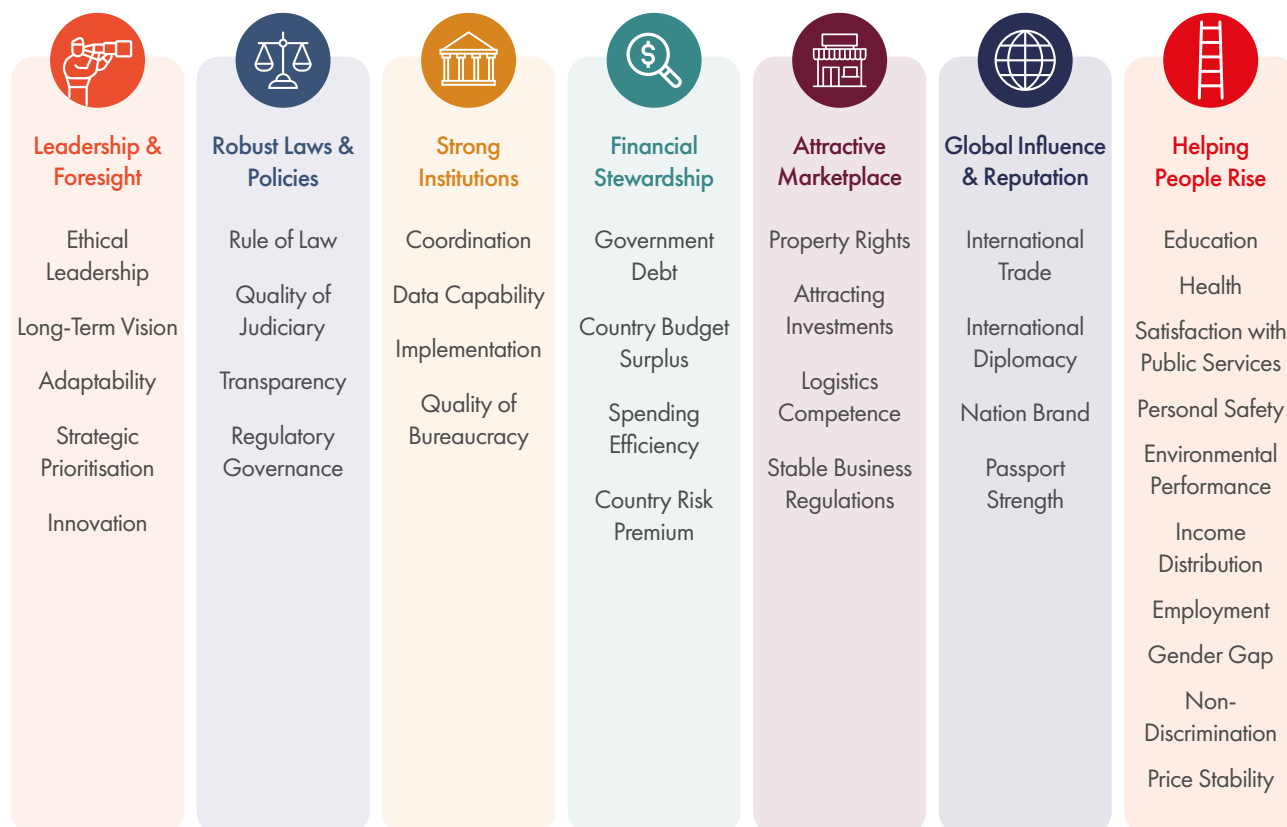 Leadership &
Foresight
Ethical
Leadership
Long-Term Vision
Adaptability
Strategic
Prioritisation
Innovation
Robust Laws &
Policies
Rule of Law
Quality of
Judiciary
Transparency
Regulatory
Governance
Strong
Institutions
Coordination
Data Capability
Implementation
Quality of
Bureaucracy
$
Financial
Stewardship
Government
Debt
Country Budget
Surplus
Spending
Efficiency
Country Risk
Premium
Attractive
Marketplace
Property Rights
Attracting
Investments
Logistics
Competence
Stable Business
Regulations
Global Influence
& Reputation
International
Trade
International
Diplomacy
Nation Brand
Passport
Strength
Helping
People Rise
Education
Health
Satisfaction with
Public Services
Personal Safety
Environmental
Performance
Income
Distribution
Employment
Gender Gap
Non-
Discrimination
Price Stability